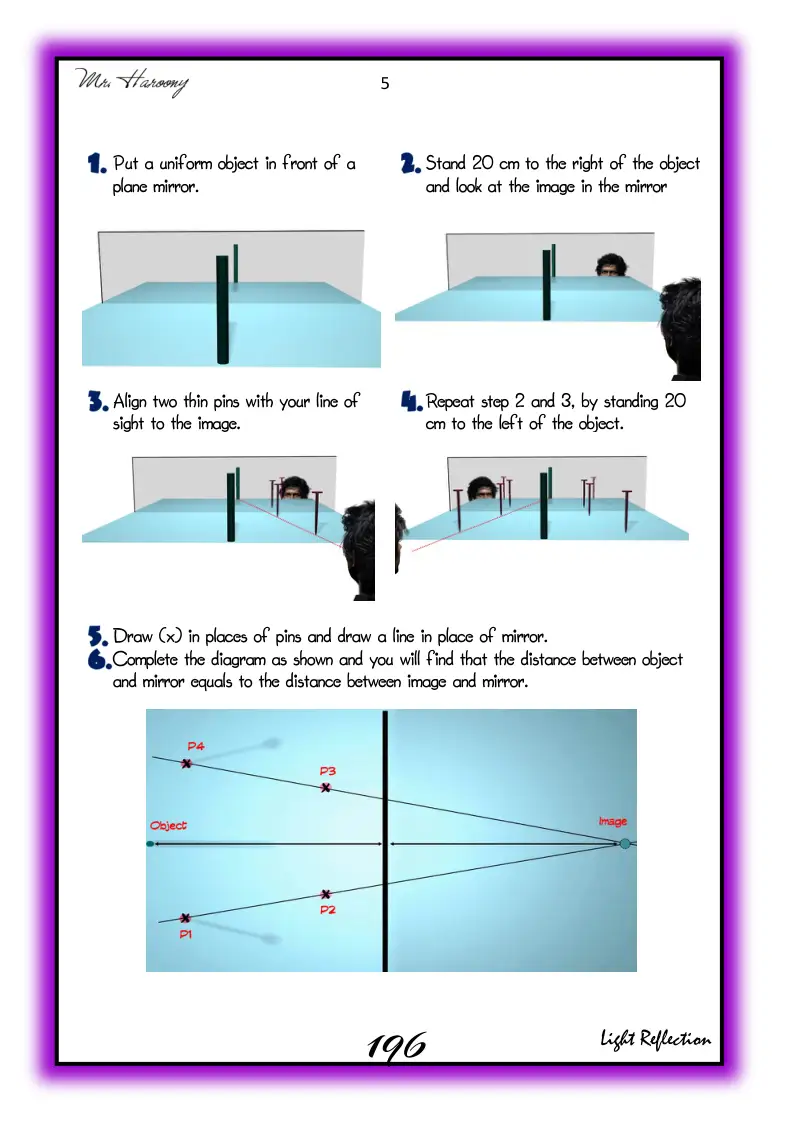 Mr. Haroony
5
1. Put a uniform object in front of a
plane mirror.
2. Stand 20 cm to the right of the object
and look at the image in the mirror
3. Align two thin pins with your line of
sight to the image.
4. Repeat step 2 and 3, by standing 20
cm to the left of the object.
5. Draw (x) in places of pins and draw a line in place of mirror.
6. Complete the diagram as shown and you will find that the distance between object
and mirror equals to the distance between image and mirror.
P4
P3
Object
Image
P2
P1
196
Light Reflection